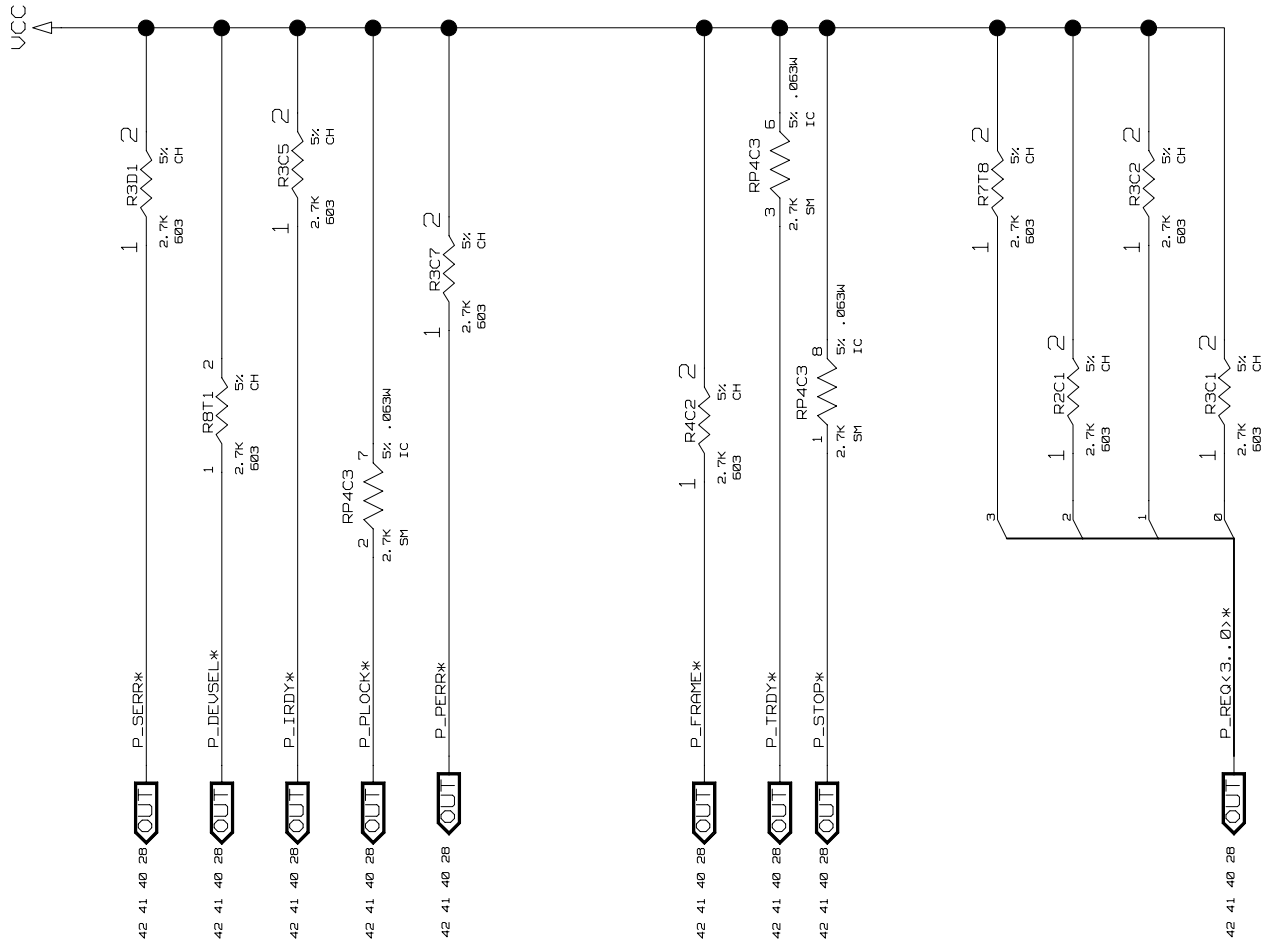 VCC
2
R3D1
5%
CH
1
2.7K
603
P_SERR*
OUT
42 41 40 28
2
R8T1
5%
CH
1
2.7K
603
P_DEVSEL*
OUT
42 41 40 28
2
R3C5
5%
CH
1
2.7K
603
P_IRDY*
OUT
42 41 40 28
7
RP4C3
5% .063W
IC
2
2.7K
SM
P_PLOCK*
OUT
42 41 40 28
2
R3C7
5%
CH
1
2.7K
603
P_PERR*
OUT
42 41 40 28
2
R4C2
5%
CH
1
2.7K
603
P_FRAME*
OUT
42 41 40 28
6
RP4C3
5% .063W
IC
3
2.7K
SM
P_TRDY*
OUT
42 41 40 28
8
RP4C3
5% .063W
IC
1
2.7K
SM
P_STOP*
OUT
42 41 40 28
2
R7T8
5%
CH
1
2.7K
603
3
2
R2C1
5%
CH
1
2.7K
603
2
2
R3C2
5%
CH
1
2.7K
603
1
2
R3C1
5%
CH
1
2.7K
603
0
P_REQ<3..0>*
OUT
42 41 40 28